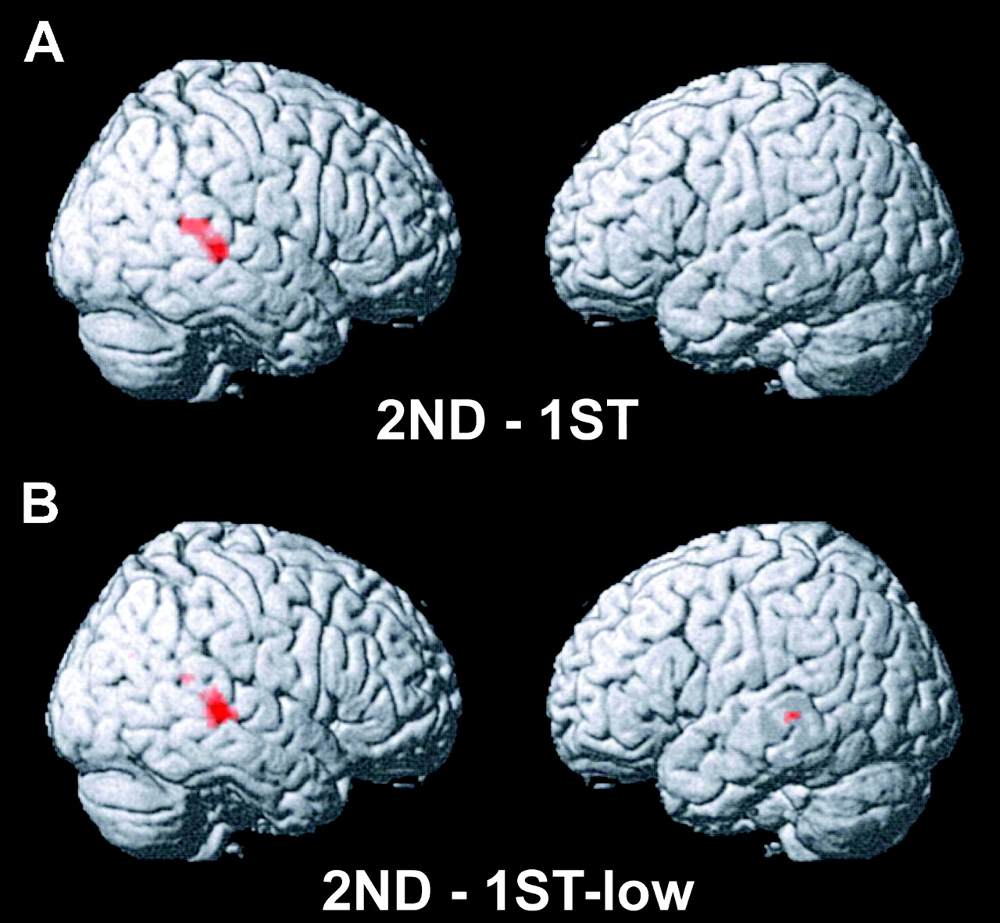 A
2ND - 1ST
B
2ND - 1ST-low